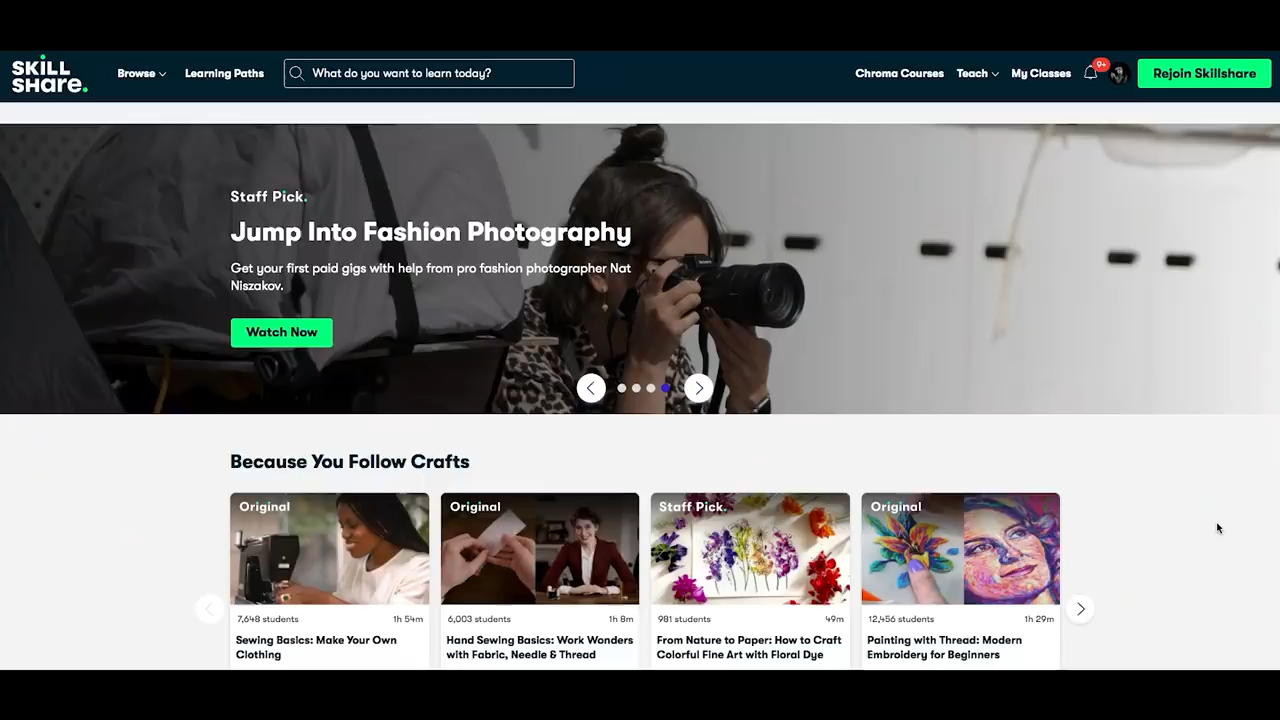 SKILL
SHare.
Browse
Learning Paths
What do you want to learn today?
Chroma Courses
Teach
My Classes
9+
Rejoin Skillshare
Staff Pick.
Jump Into Fashion Photography
Get your first paid gigs with help from pro fashion photographer Nat
Niszakov.
Watch Now
Because You Follow Crafts
Original
7,648 students
1h 54m
Sewing Basics: Make Your Own
Clothing
Original
6,003 students
1h 8m
Hand Sewing Basics: Work Wonders
with Fabric, Needle & Thread
Staff Pick.
981 students
49m
From Nature to Paper: How to Craft
Colorful Fine Art with Floral Dye
Original
12,456 students
1h 29m
Painting with Thread: Modern
Embroidery for Beginners